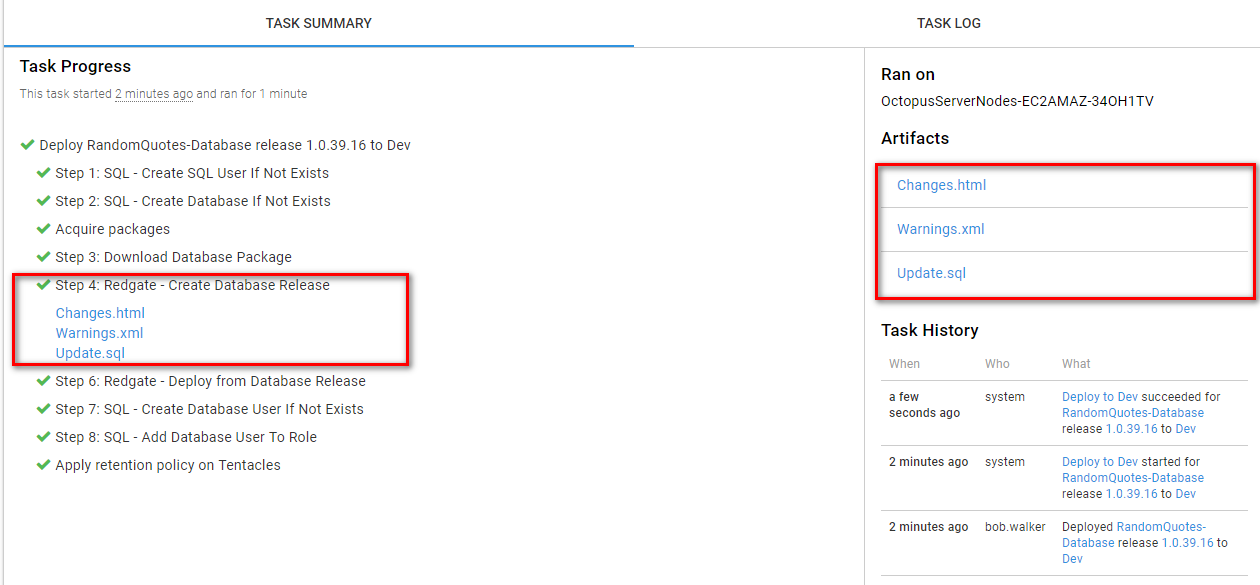 TASK SUMMARY
TASK LOG
Task Progress
This task started 2 minutes ago and ran for 1 minute
Deploy RandomQuotes-Database release 1.0.39.16 to Dev
Step 1: SQL - Create SQL User If Not Exists
Step 2: SQL - Create Database If Not Exists
Acquire packages
Step 3: Download Database Package
Step 4: Redgate - Create Database Release
Changes.html
Warnings.xml
Update.sql
Step 6: Redgate - Deploy from Database Release
Step 7: SQL - Create Database User If Not Exists
Step 8: SQL - Add Database User To Role
Apply retention policy on Tentacles
Ran on
OctopusServerNodes-EC2AMAZ-34OH1TV
Artifacts
Changes.html
Warnings.xml
Update.sql
Task History
When Who What
a few system Deploy to Dev succeeded for
seconds ago RandomQuotes-Database
release 1.0.39.16 to Dev
2 minutes ago system Deploy to Dev started for
RandomQuotes-Database
release 1.0.39.16 to Dev
2 minutes ago bob.walker Deployed RandomQuotes-
Database release 1.0.39.16 to
Dev